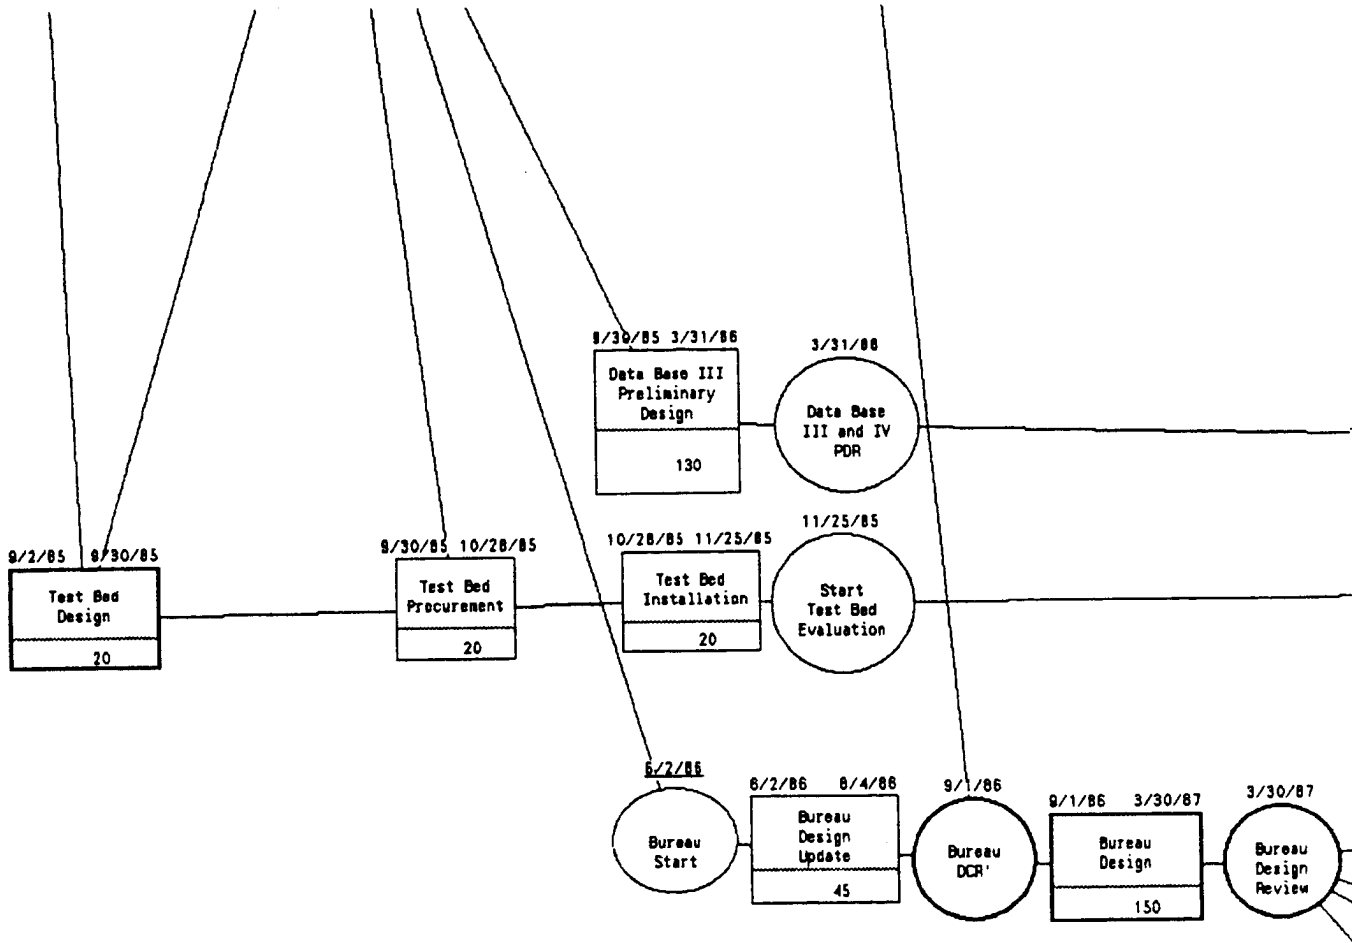 9/30/85 3/31/86
Data Base III
Preliminary
Design
130
3/31/86
Data Base
III and IV
PDR
9/2/85 9/30/85
Test Bed
Design
20
9/30/85 10/28/85
Test Bed
Procurement
20
10/28/85 11/25/85
Test Bed
Installation
20
11/25/85
Start
Test Bed
Evaluation
6/2/86
Bureau
Start
6/2/86 8/4/86
Bureau
Design
Update
45
9/1/86
Bureau
DCR'
9/1/86 3/30/87
Bureau
Design
150
3/30/87
Bureau
Design
Review